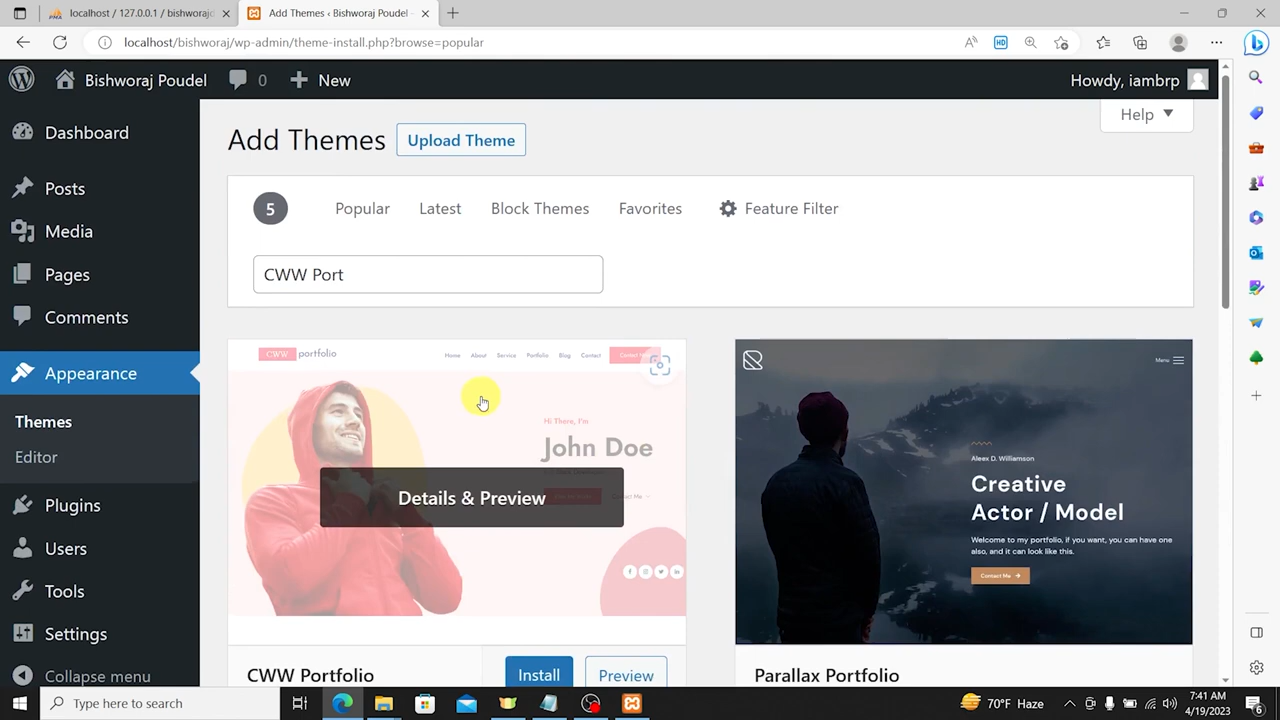 localhost / 127.0.0.1 / bishworaj
Add Themes ‹ Bishworaj Poudel -
localhost/bishworaj/wp-admin/theme-install.php?browse=popular
Bishworaj Poudel
0
New
Howdy, iambrp
Dashboard
Posts
Media
Pages
Comments
Appearance
Themes
Editor
Plugins
Users
Tools
Settings
Collapse menu
Help
Add Themes
Upload Theme
5
Popular
Latest
Block Themes
Favorites
Feature Filter
CWW Port
CWW portfolio
Home About Service Portfolio Blog Contact
Hi There, I'm
John Doe
Contact Me →
Details & Preview
CWW Portfolio
Install
Preview
Menu
Aleex D. Williamson
Creative
Actor / Model
Welcome to my portfolio, if you want, you can have one
also, and it can look like this.
Contact Me →
Parallax Portfolio
Type here to search
70°F Haze
7:41 AM
4/19/2023
6